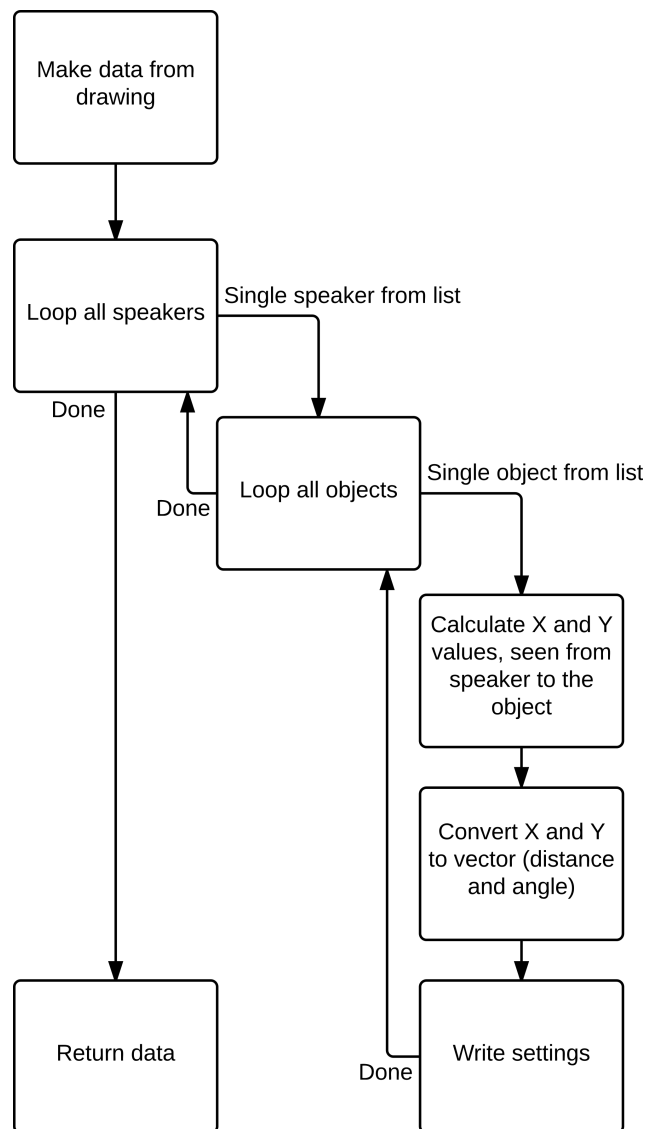 Make data from
drawing
Loop all speakers
Single speaker from list
Done
Loop all objects
Single object from list
Done
Calculate X and Y
values, seen from
speaker to the
object
Convert X and Y
to vector (distance
and angle)
Return data
Write settings
Done